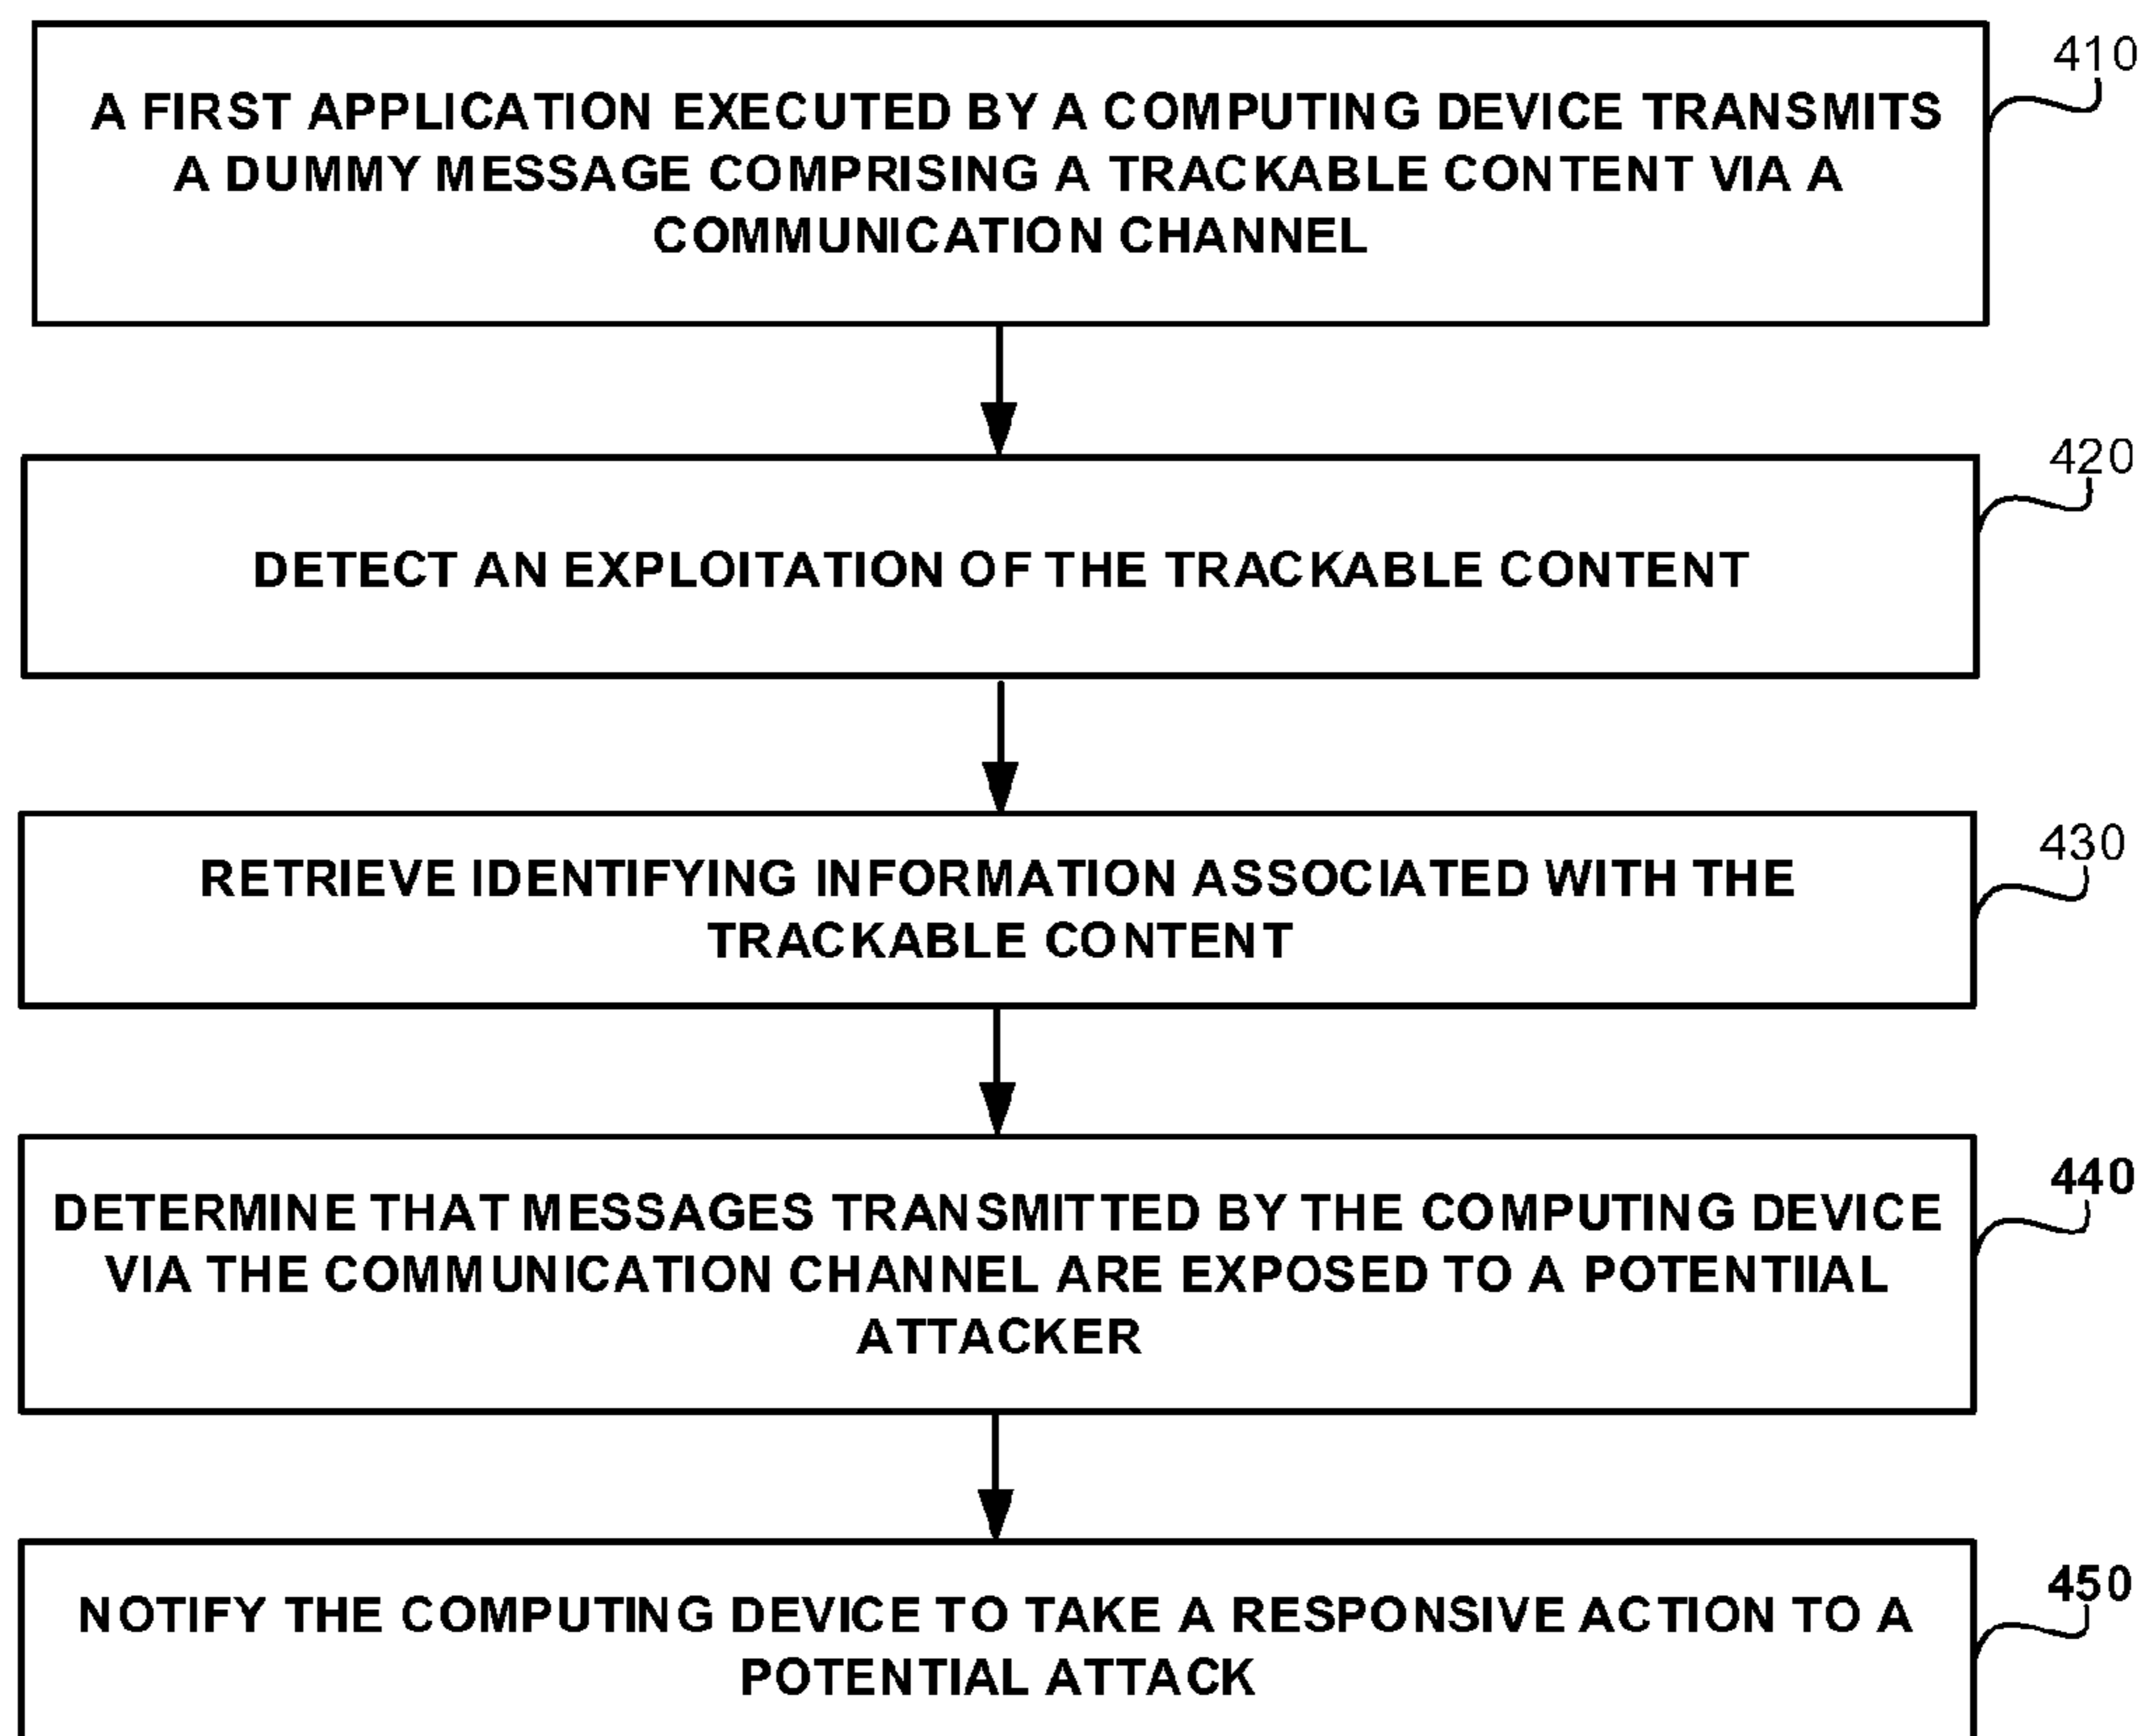 410
A FIRST APPLICATION EXECUTED BY A COMPUTING DEVICE TRANSMITS
A DUMMY MESSAGE COMPRISING A TRACKABLE CONTENT VIA A
COMMUNICATION CHANNEL
420
DETECT AN EXPLOITATION OF THE TRACKABLE CONTENT
430
RETRIEVE IDENTIFYING INFORMATION ASSOCIATED WITH THE
TRACKABLE CONTENT
440
DETERMINE THAT MESSAGES TRANSMITTED BY THE COMPUTING DEVICE
VIA THE COMMUNICATION CHANNEL ARE EXPOSED TO A POTENTIIAL
ATTACKER
450
NOTIFY THE COMPUTING DEVICE TO TAKE A RESPONSIVE ACTION TO A
POTENTIAL ATTACK